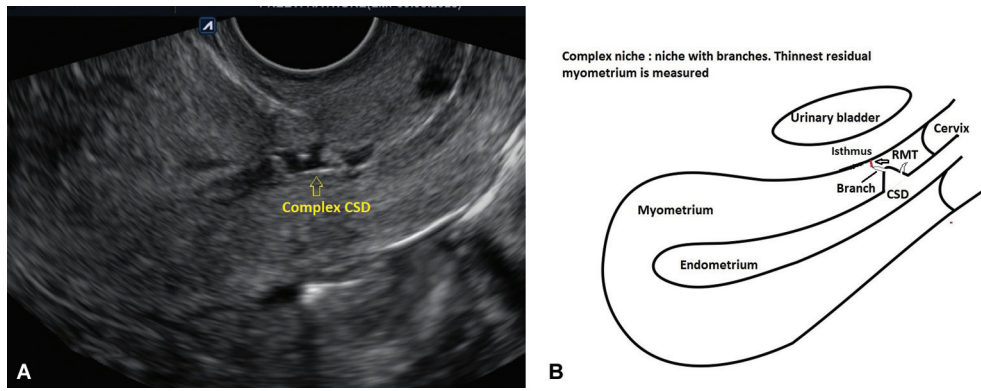 Complex CSD
A
Complex niche : niche with branches. Thinnest residual
myometrium is measured
Urinary bladder
Cervix
Isthmus
RMT
Branch
CSD
Myometrium
Endometrium
B